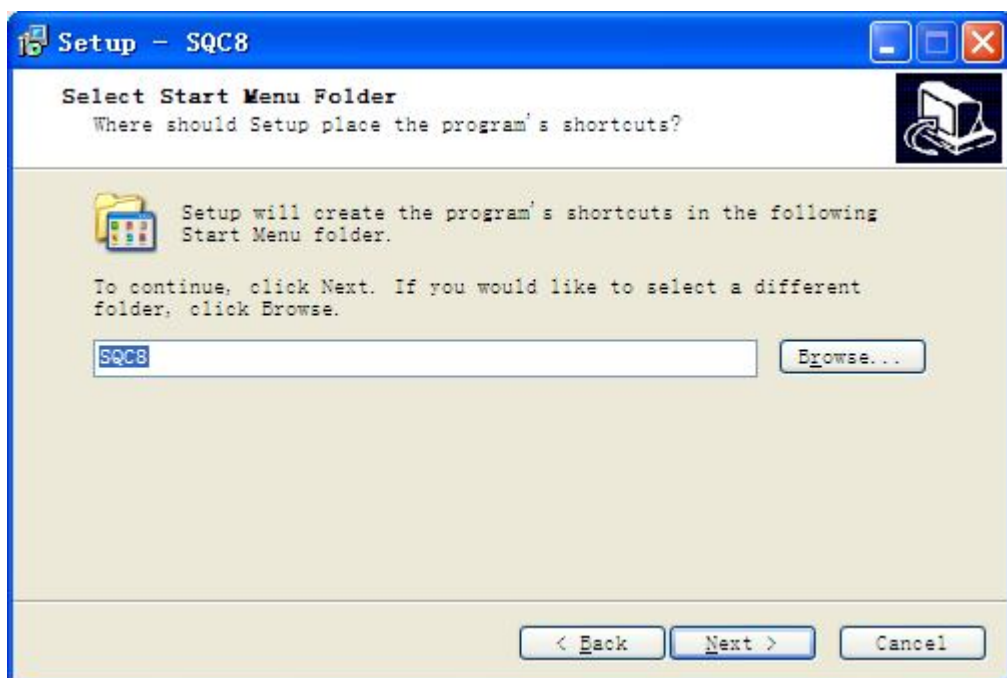 Setup - SQC8
Select Start Menu Folder
Where should Setup place the program's shortcuts?
Setup will create the program's shortcuts in the following
Start Menu folder.
To continue, click Next. If you would like to select a different
folder, click Browse.
SQC8
Browse...
< Back
Next >
Cancel